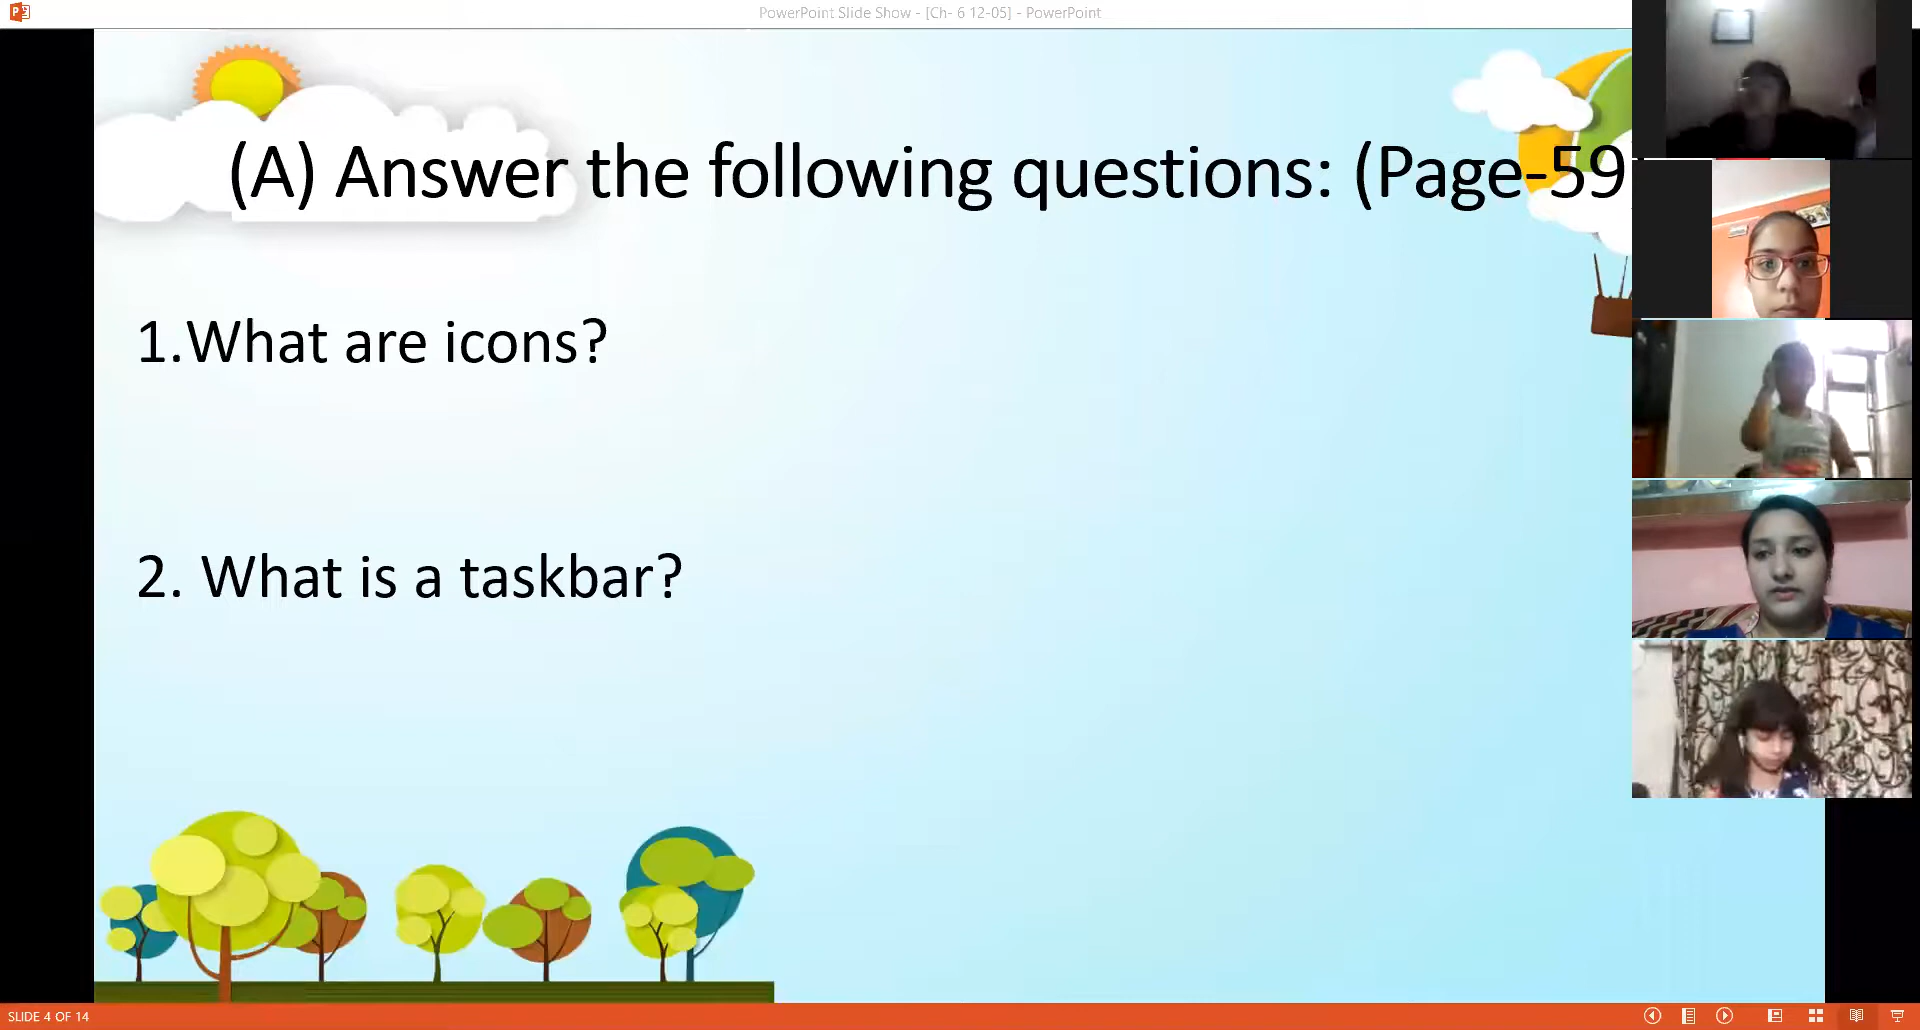 PowerPoint Slide Show - [Ch- 6 12-05] - PowerPoint
(A) Answer the following questions: (Page-59
1.What are icons?
2. What is a taskbar?
SLIDE 4 OF 14